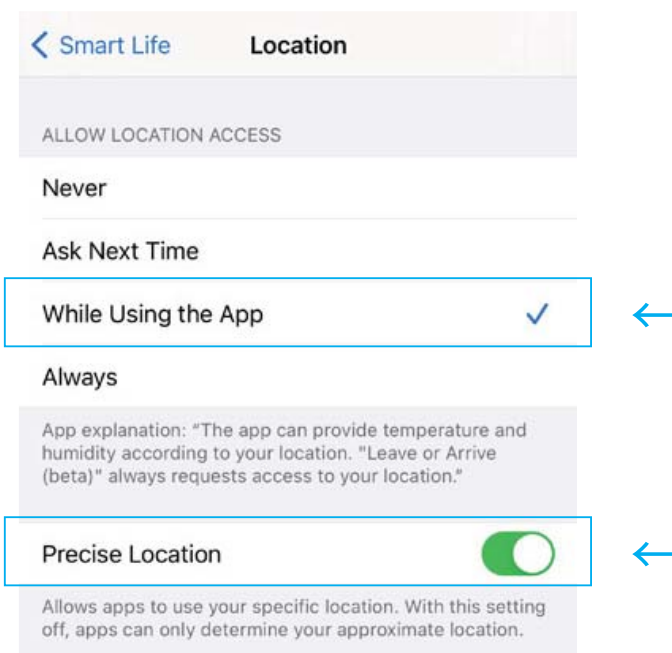 Smart Life Location
ALLOW LOCATION ACCESS
Never
Ask Next Time
While Using the App
Always
App explanation: “The app can provide temperature and
humidity according to your location. "Leave or Arrive
(beta)" always requests access to your location.”
Precise Location
Allows apps to use your specific location. With this setting
off, apps can only determine your approximate location.